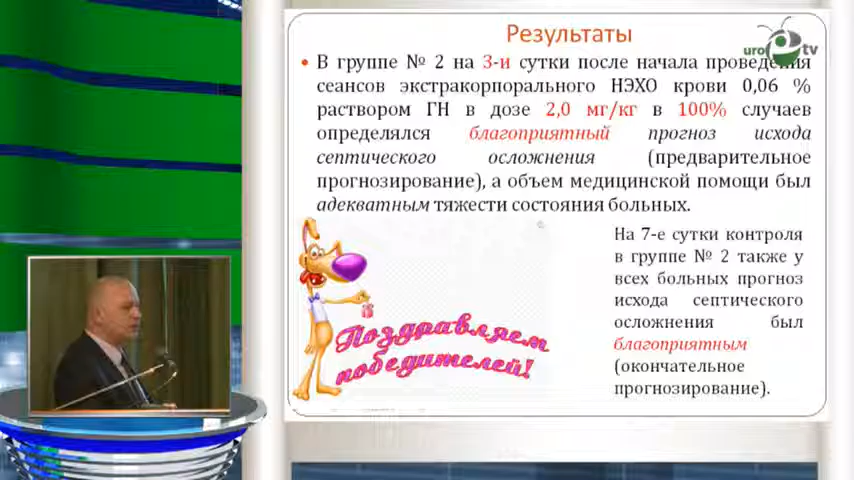 Результаты
uro tv
• В группе № 2 на 3-и сутки после начала проведения
сеансов экстракорпорального НЭХО крови 0,06 %
раствором ГН в дозе 2,0 мг/кг в 100% случаев
определялся благоприятный прогноз исхода
септического осложнения (предварительное
прогнозирование), а объем медицинской помощи был
адекватным тяжести состояния больных.
На 7-е сутки контроля
в группе № 2 также у
всех больных прогноз
исхода септического
осложнения был
благоприятным
(окончательное
прогнозирование).
Поздравляем
победителей!